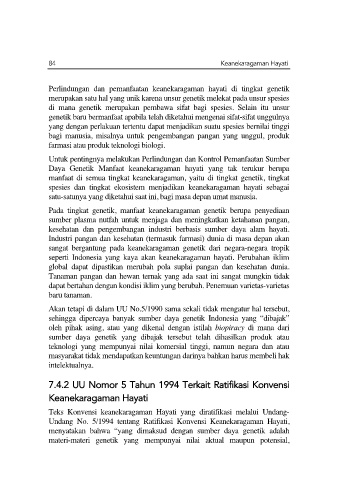 84 Keanekaragaman Hayati
Perlindungan dan pemanfaatan keanekaragaman hayati di tingkat genetik
merupakan satu hal yang unik karena unsur genetik melekat pada unsur spesies
di mana genetik merupakan pembawa sifat bagi spesies. Selain itu unsur
genetik baru bermanfaat apabila telah diketahui mengenai sifat-sifat unggulnya
yang dengan perlakuan tertentu dapat menjadikan suatu spesies bernilai tinggi
bagi manusia, misalnya untuk pengembangan pangan yang unggul, produk
farmasi atau produk teknologi biologi.
Untuk pentingnya melakukan Perlindungan dan Kontrol Pemanfaatan Sumber
Daya Genetik Manfaat keanekaragaman hayati yang tak terukur berupa
manfaat di semua tingkat keanekaragaman, yaitu di tingkat genetik, tingkat
spesies dan tingkat ekosistem menjadikan keanekaragaman hayati sebagai
satu-satunya yang diketahui saat ini, bagi masa depan umat manusia.
Pada tingkat genetik, manfaat keanekaragaman genetik berupa penyediaan
sumber plasma nutfah untuk menjaga dan meningkatkan ketahanan pangan,
kesehatan dan pengembangan industri berbasis sumber daya alam hayati.
Industri pangan dan kesehatan (termasuk farmasi) dunia di masa depan akan
sangat bergantung pada keanekaragaman genetik dari negara-negara tropik
seperti Indonesia yang kaya akan keanekaragaman hayati. Perubahan iklim
global dapat dipastikan merubah pola suplai pangan dan kesehatan dunia.
Tanaman pangan dan hewan ternak yang ada saat ini sangat mungkin tidak
dapat bertahan dengan kondisi iklim yang berubah. Penemuan varietas-varietas
baru tanaman.
Akan tetapi di dalam UU No.5/1990 sama sekali tidak mengatur hal tersebut,
sehingga dipercaya banyak sumber daya genetik Indonesia yang “dibajak”
oleh pihak asing, atau yang dikenal dengan istilah biopiracy di mana dari
sumber daya genetik yang dibajak tersebut telah dihasilkan produk atau
teknologi yang mempunyai nilai komersial tinggi, namun negara dan atau
masyarakat tidak mendapatkan keuntungan darinya bahkan harus membeli hak
intelektualnya.
7.4.2 UU Nomor 5 Tahun 1994 Terkait Ratifikasi Konvensi
Keanekaragaman Hayati
Teks Konvensi keanekaragaman Hayati yang diratifikasi melalui Undang-
Undang No. 5/1994 tentang Ratifikasi Konvensi Keanekaragaman Hayati,
menyatakan bahwa “yang dimaksud dengan sumber daya genetik adalah
materi-materi genetik yang mempunyai nilai aktual maupun potensial,